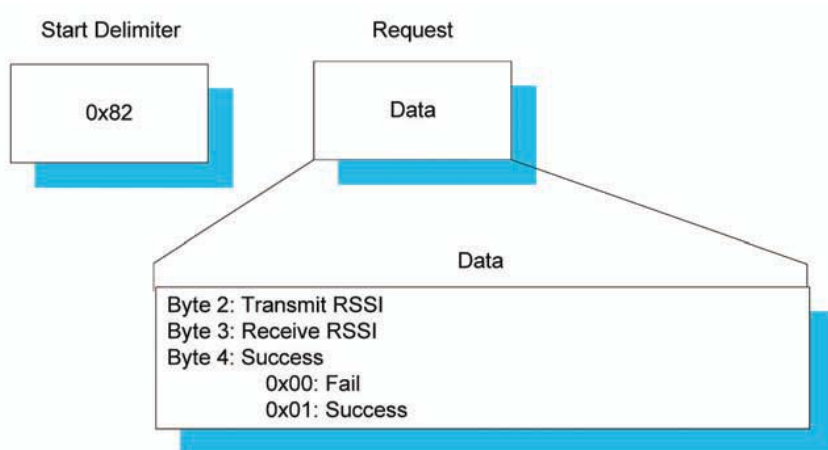 Start Delimiter
Request
0x82
Data
Data
Byte 2: Transmit RSSI
Byte 3: Receive RSSI
Byte 4: Success
0x00: Fail
0x01: Success